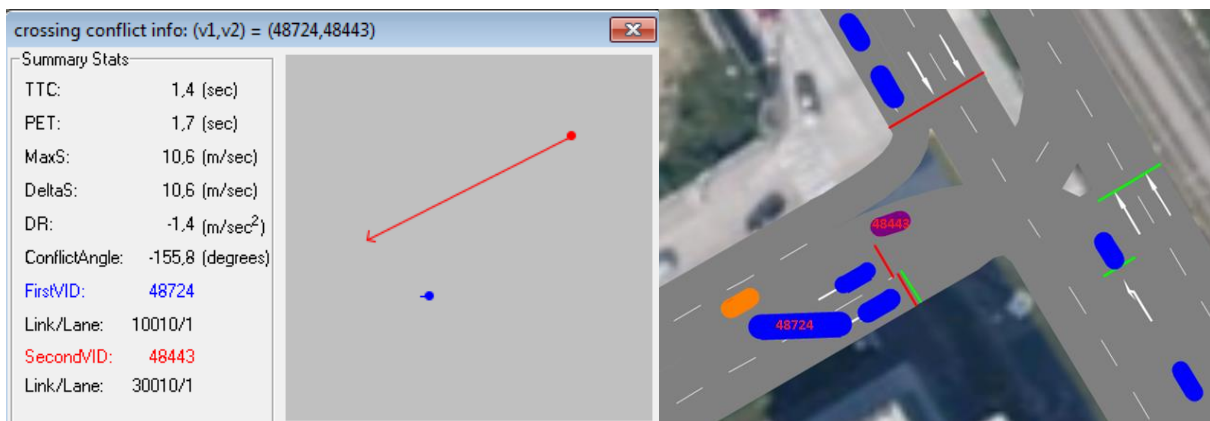 crossing conflict info: (v1,v2) = (48724,48443)
Summary Stats
TTC: 1,4 (sec)
PET: 1,7 (sec)
MaxS: 10,6 (m/sec)
DeltaS: 10,6 (m/sec)
DR: -1,4 (m/sec²)
ConflictAngle: -155,8 (degrees)
FirstVID: 48724
Link/Lane: 10010/1
SecondVID: 48443
Link/Lane: 30010/1
48443
48724